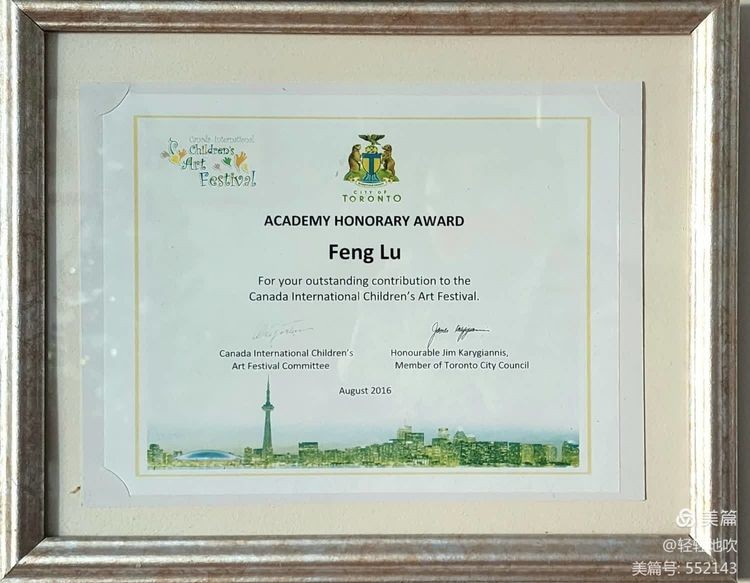 Canada International
Children's
Art
Festival
CITY OF
TORONTO
ACADEMY HONORARY AWARD
Feng Lu
For your outstanding contribution to the
Canada International Children's Art Festival.
Canada International Children's
Art Festival Committee
Honourable Jim Karygiannis,
Member of Toronto City Council
August 2016
美篇
@轻轻地吹
美篇号: 552143